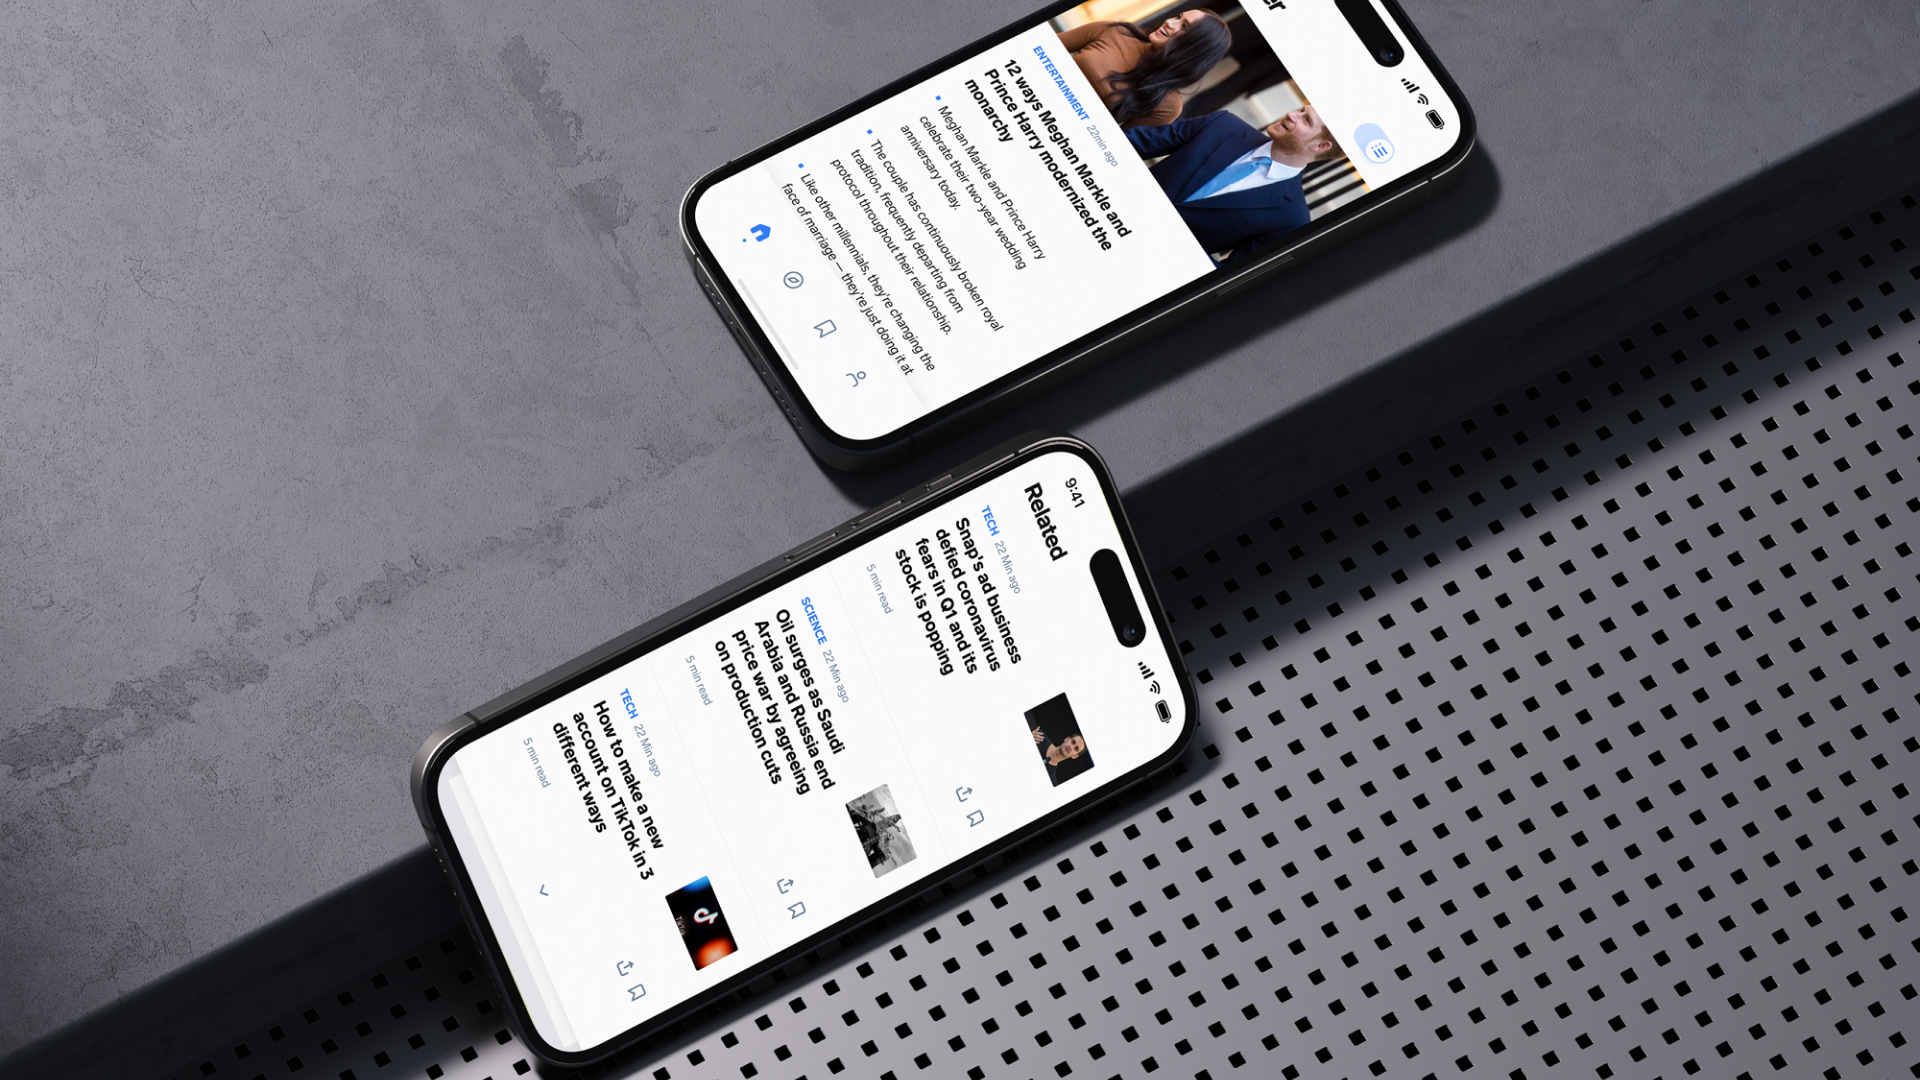 er
ENTERTAINMENT 22min ago
12 ways Meghan Markle and
Prince Harry modernized the
monarchy
Meghan Markle and Prince Harry
celebrate their two-year wedding
anniversary today.
The couple has continuously broken royal
tradition, frequently departing from
protocol throughout their relationship.
Like other millennials, they're changing the
face of marriage — they're just doing it at
9:41
Related
TECH 22 Min ago
Snap's ad business
defied coronavirus
fears in Q1 and its
stock is popping
5 min read
SCIENCE 22 Min ago
Oil surges as Saudi
Arabia and Russia end
price war by agreeing
on production cuts
5 min read
TECH 22 Min ago
How to make a new
account on TikTok in 3
different ways
5 min read
TikTok